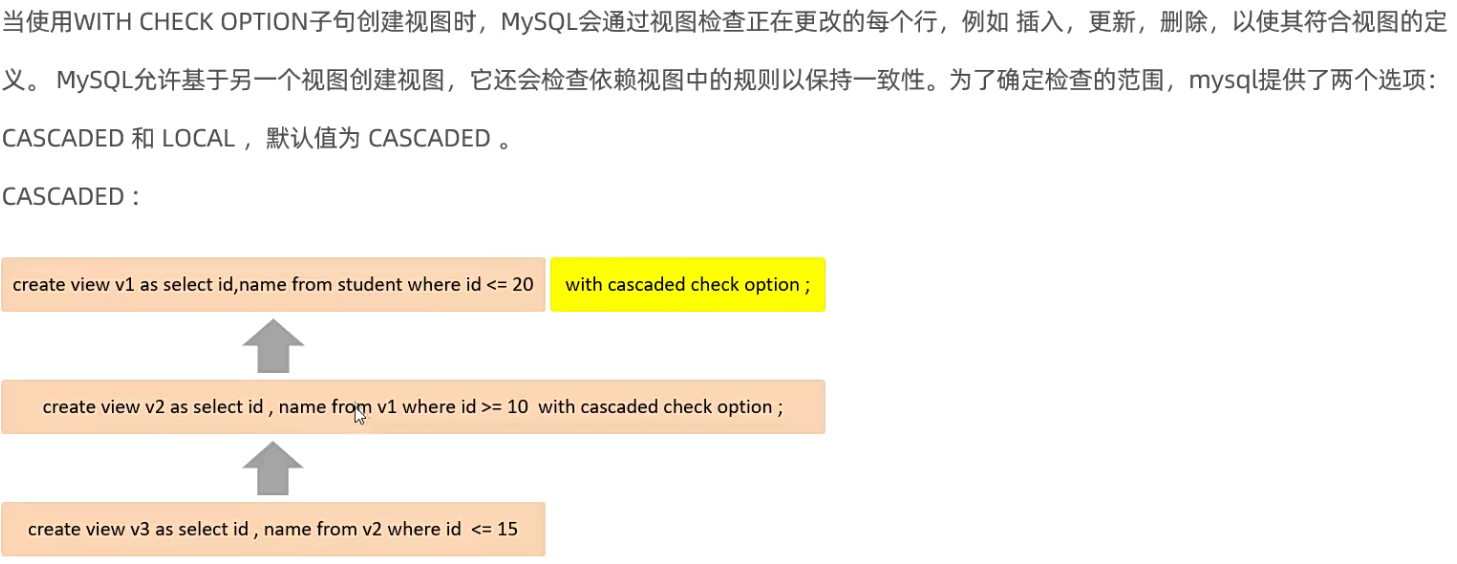 当使用WITH CHECK OPTION子句创建视图时，MySQL会通过视图检查正在更改的每个行，例如 插入，更新，删除，以使其符合视图的定
义。 MySQL允许基于另一个视图创建视图，它还会检查依赖视图中的规则以保持一致性。为了确定检查的范围，mysql提供了两个选项：
CASCADED 和 LOCAL ，默认值为 CASCADED 。
CASCADED：
create view v1 as select id,name from student where id <= 20 with cascaded check option ;
create view v2 as select id , name from v1 where id >= 10 with cascaded check option ;
create view v3 as select id , name from v2 where id <= 15